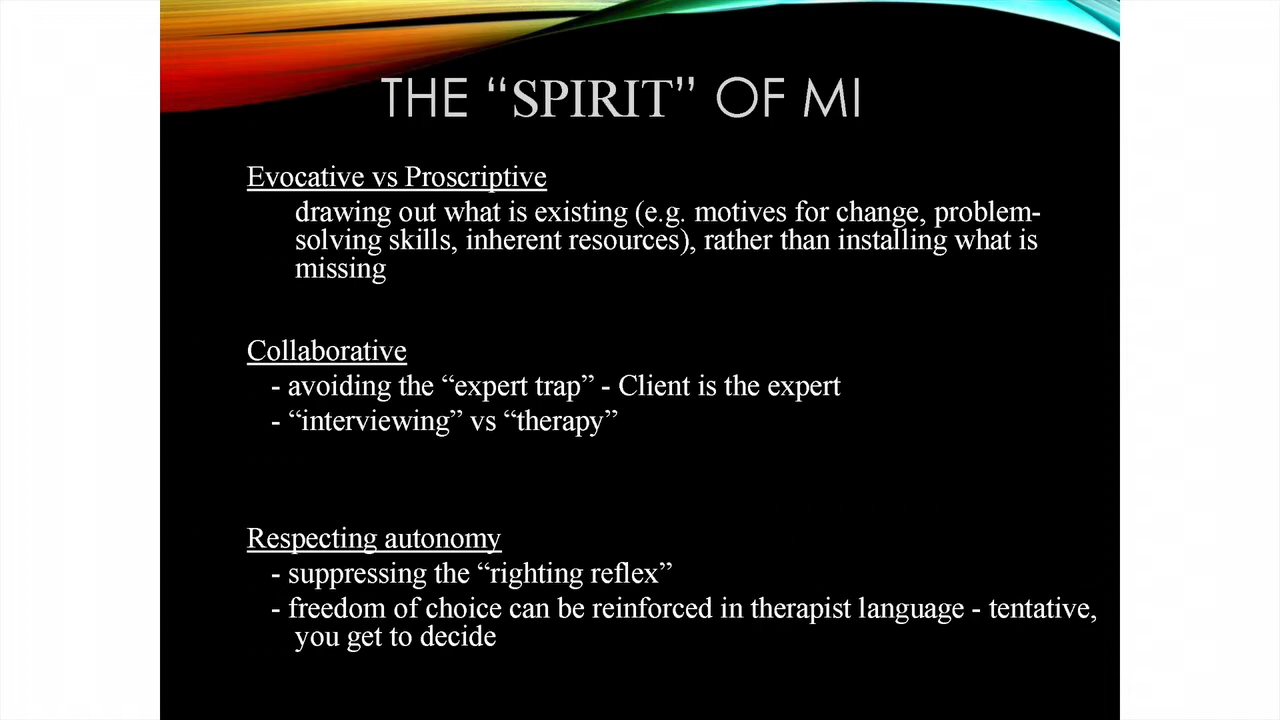 THE “SPIRIT” OF MI
Evocative vs Proscriptive
drawing out what is existing (e.g. motives for change, problem-
solving skills, inherent resources), rather than installing what is
missing
Collaborative
- avoiding the “expert trap” - Client is the expert
- “interviewing” vs “therapy”
Respecting autonomy
- suppressing the “righting reflex”
- freedom of choice can be reinforced in therapist language - tentative,
you get to decide